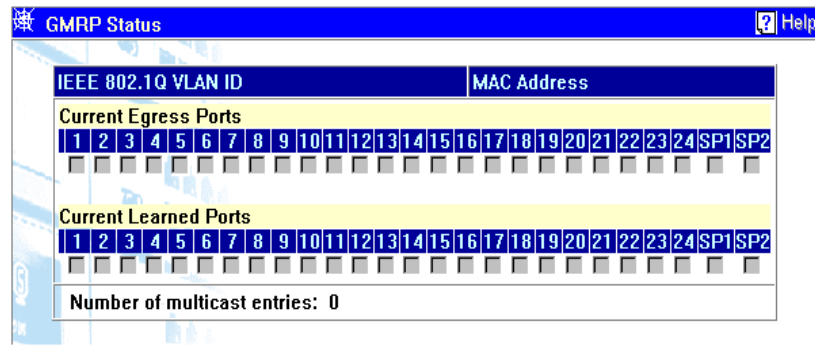 GMRP Status
? Help
IEEE 802.1Q VLAN ID MAC Address
Current Egress Ports
1 2 3 4 5 6 7 8 9 10 11 12 13 14 15 16 17 18 19 20 21 22 23 24 SP1 SP2
Current Learned Ports
1 2 3 4 5 6 7 8 9 10 11 12 13 14 15 16 17 18 19 20 21 22 23 24 SP1 SP2
Number of multicast entries: 0